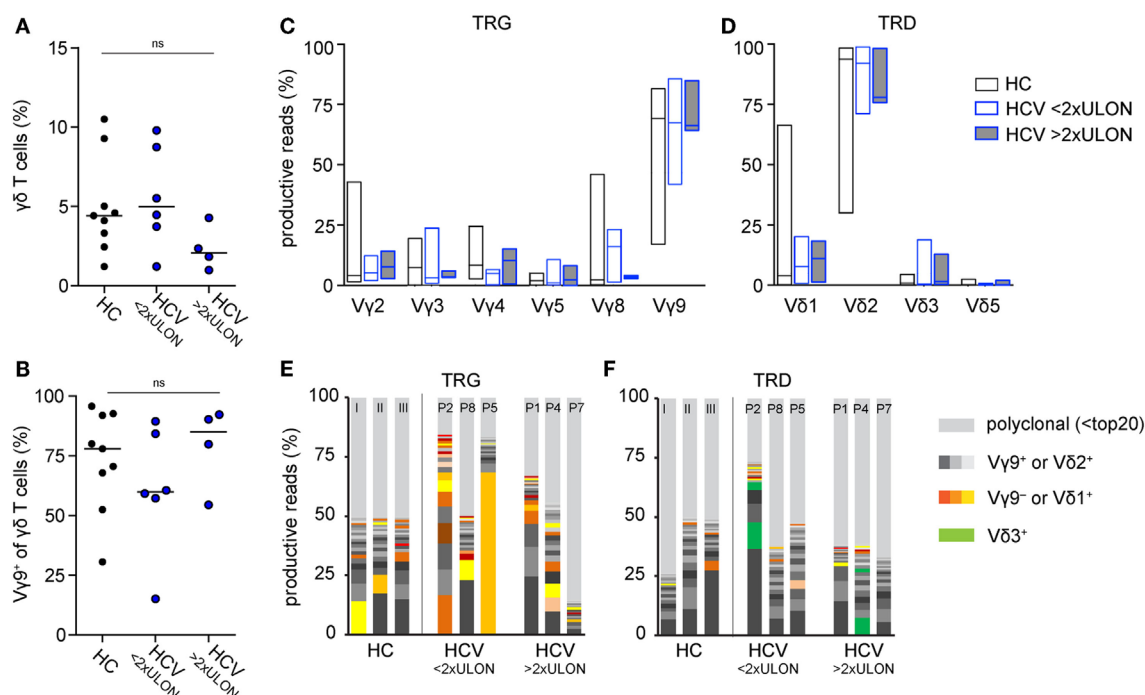 A
ns
15
10
5
0
γδ T cells (%)
HC
HCV
<2xULON
HCV
>2xULON
B
ns
100
75
50
25
0
Vγ9⁺ of γδ T cells (%)
HC
HCV
<2xULON
HCV
>2xULON
C
TRG
100
75
50
25
0
productive reads (%)
Vγ2 Vγ3 Vγ4 Vγ5 Vγ8 Vγ9
D
TRD
100
75
50
25
0
Vδ1 Vδ2 Vδ3 Vδ5
HC
HCV <2xULON
HCV >2xULON
E
TRG
100
75
50
25
0
productive reads (%)
I II III P2 P8 P5 P1 P4 P7
HC HCV HCV
<2xULON >2xULON
F
TRD
100
75
50
25
0
I II III P2 P8 P5 P1 P4 P7
HC HCV HCV
<2xULON >2xULON
polyclonal (<top20)
Vγ9⁺ or Vδ2⁺
Vγ9⁻ or Vδ1⁺
Vδ3⁺